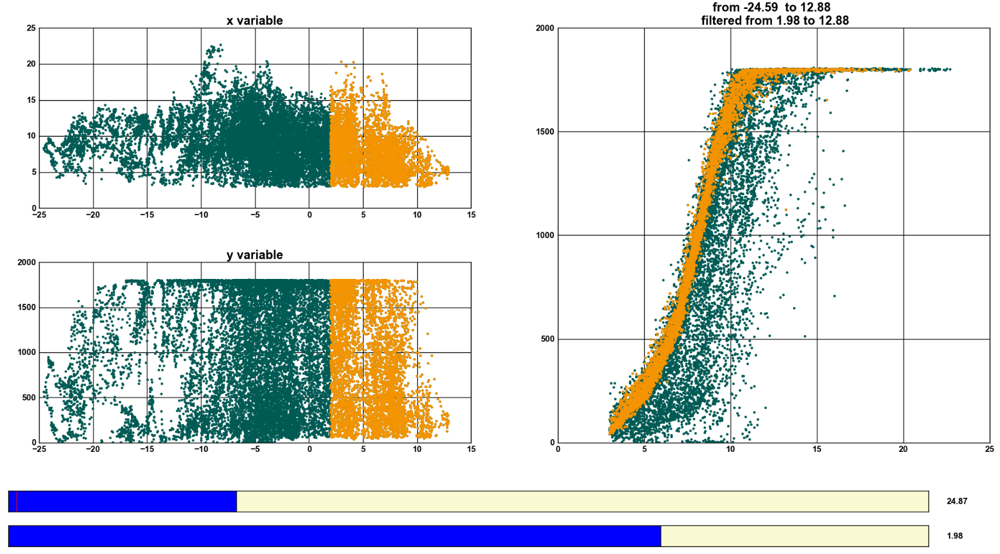 x variable
25
20
15
10
5
0
−25 −20 −15 −10 −5 0 5 10 15
y variable
2000
1500
1000
500
0
−25 −20 −15 −10 −5 0 5 10 15
from -24.59 to 12.88
filtered from 1.98 to 12.88
2000
1500
1000
500
0
0 5 10 15 20 25
24.87
1.98